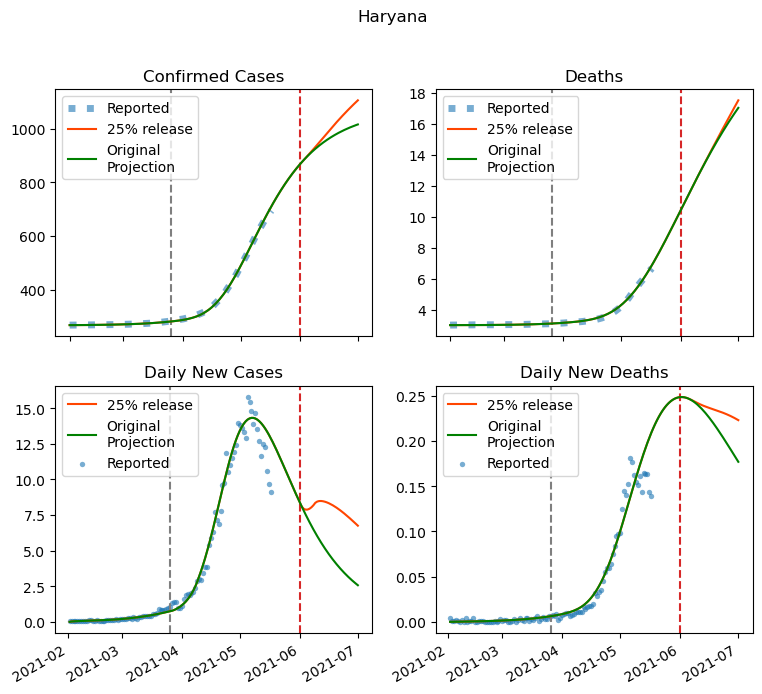 Haryana
Confirmed Cases
Reported
25% release
Original
Projection
1000
800
600
400
Deaths
Reported
25% release
Original
Projection
18
16
14
12
10
8
6
4
Daily New Cases
25% release
Original
Projection
Reported
15.0
12.5
10.0
7.5
5.0
2.5
0.0
2021-02
2021-03
2021-04
2021-05
2021-06
2021-07
Daily New Deaths
25% release
Original
Projection
Reported
0.25
0.20
0.15
0.10
0.05
0.00
2021-02
2021-03
2021-04
2021-05
2021-06
2021-07